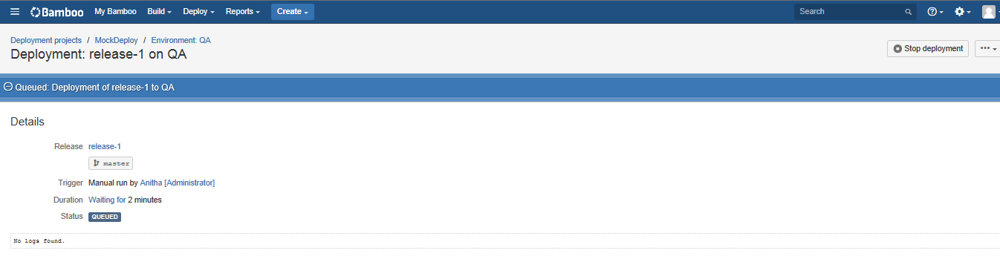 Bamboo My Bamboo Build Deploy Reports Create Search
Deployment projects / MockDeploy / Environment: QA
Deployment: release-1 on QA
Stop deployment
Queued: Deployment of release-1 to QA
Details
Release release-1
master
Trigger Manual run by Anitha [Administrator]
Duration Waiting for 2 minutes
Status QUEUED
No logs found.